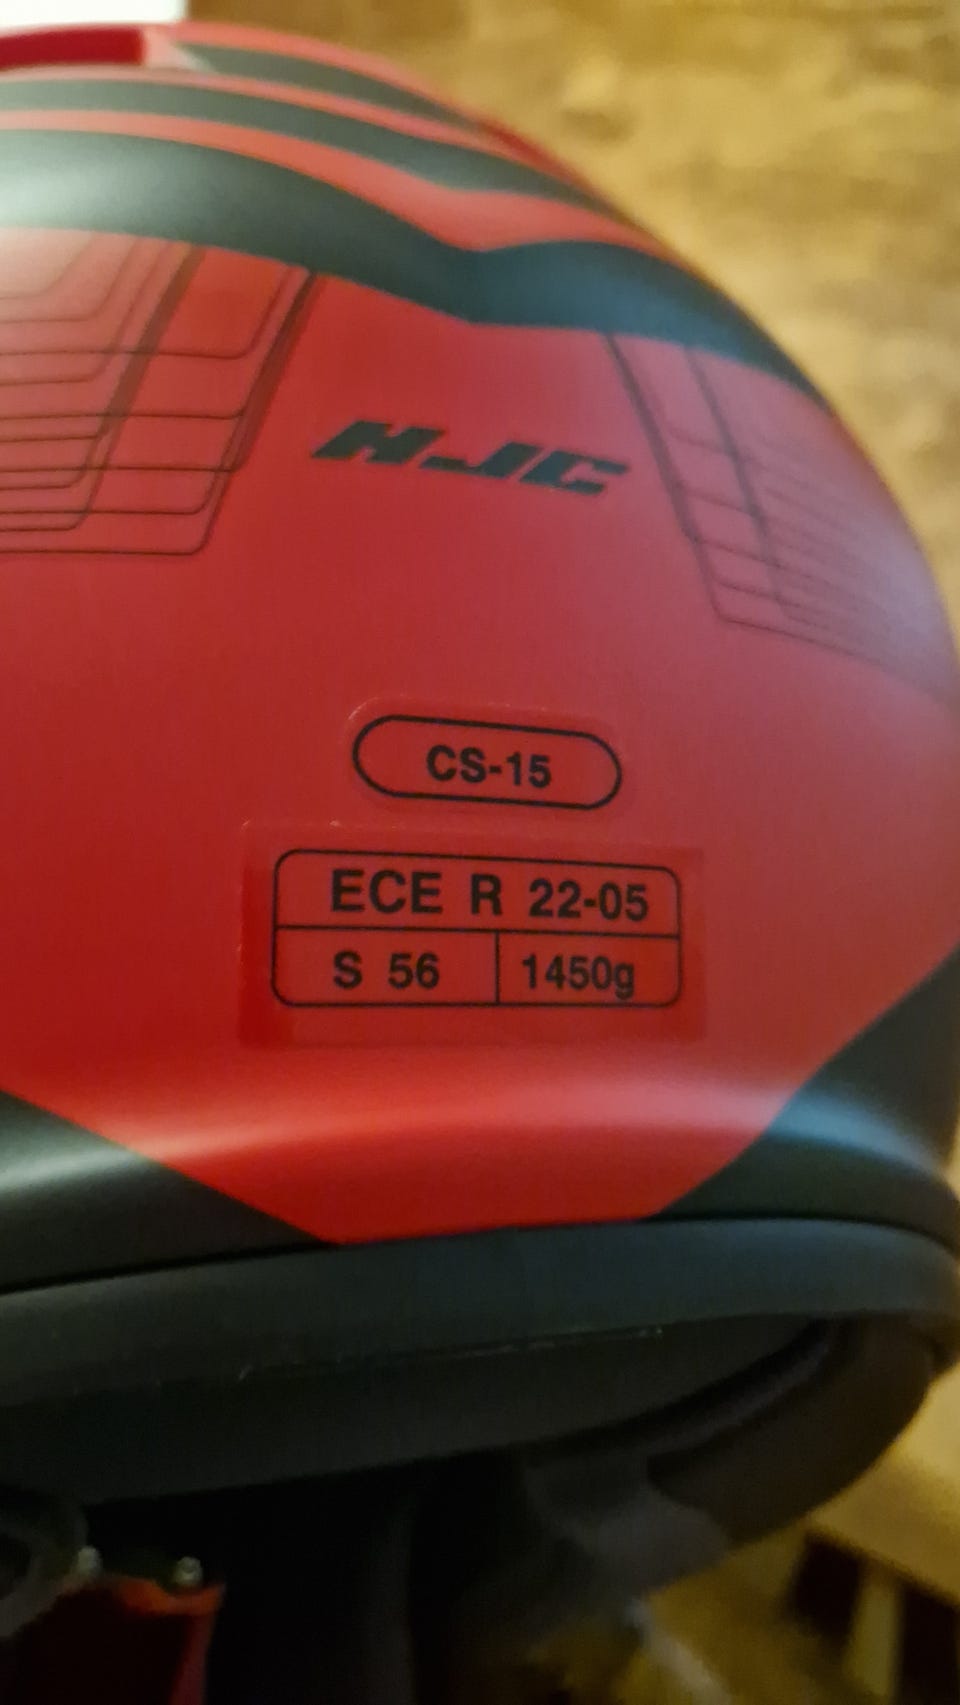 HJC
CS-15
ECE R 22-05
S 56 1450g